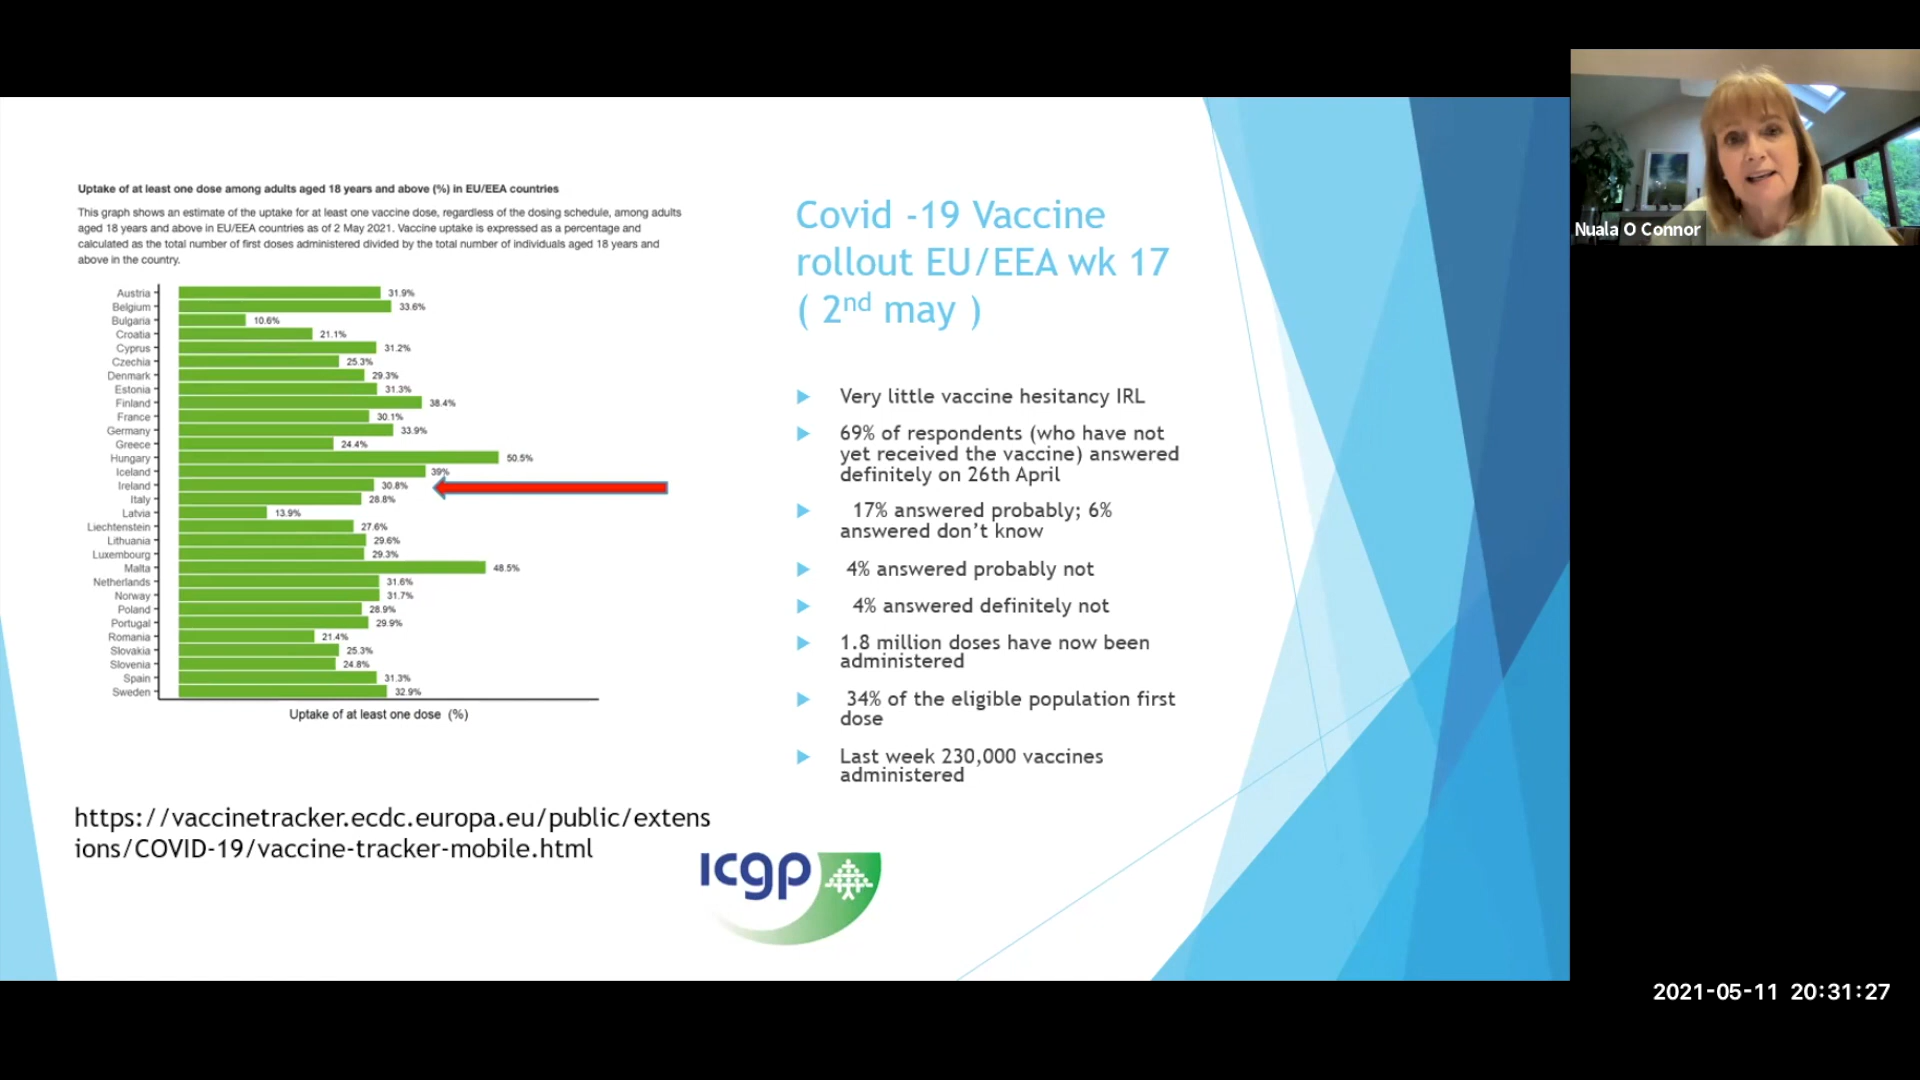 Uptake of at least one dose among adults aged 18 years and above (%) in EU/EEA countries
This graph shows an estimate of the uptake for at least one vaccine dose, regardless of the dosing schedule, among adults
aged 18 years and above in EU/EEA countries as of 2 May 2021. Vaccine uptake is expressed as a percentage and
calculated as the total number of first doses administered divided by the total number of individuals aged 18 years and
above in the country.
Austria 31.9%
Belgium 33.6%
Bulgaria 10.6%
Croatia 21.1%
Cyprus 31.2%
Czechia 25.3%
Denmark 29.3%
Estonia 31.3%
Finland 38.4%
France 30.1%
Germany 33.9%
Greece 24.4%
Hungary 50.5%
Iceland 39%
Ireland 30.8%
Italy 28.8%
Latvia 13.9%
Liechtenstein 27.6%
Lithuania 29.6%
Luxembourg 29.3%
Malta 48.5%
Netherlands 31.6%
Norway 31.7%
Poland 28.9%
Portugal 29.9%
Romania 21.4%
Slovakia 25.3%
Slovenia 24.8%
Spain 31.3%
Sweden 32.9%
Uptake of at least one dose (%)
https://vaccinetracker.ecdc.europa.eu/public/extens
ions/COVID-19/vaccine-tracker-mobile.html
icgp
Covid -19 Vaccine
rollout EU/EEA wk 17
( 2nd may )
Very little vaccine hesitancy IRL
69% of respondents (who have not
yet received the vaccine) answered
definitely on 26th April
17% answered probably; 6%
answered don't know
4% answered probably not
4% answered definitely not
1.8 million doses have now been
administered
34% of the eligible population first
dose
Last week 230,000 vaccines
administered
Nuala O Connor
2021-05-11 20:31:27